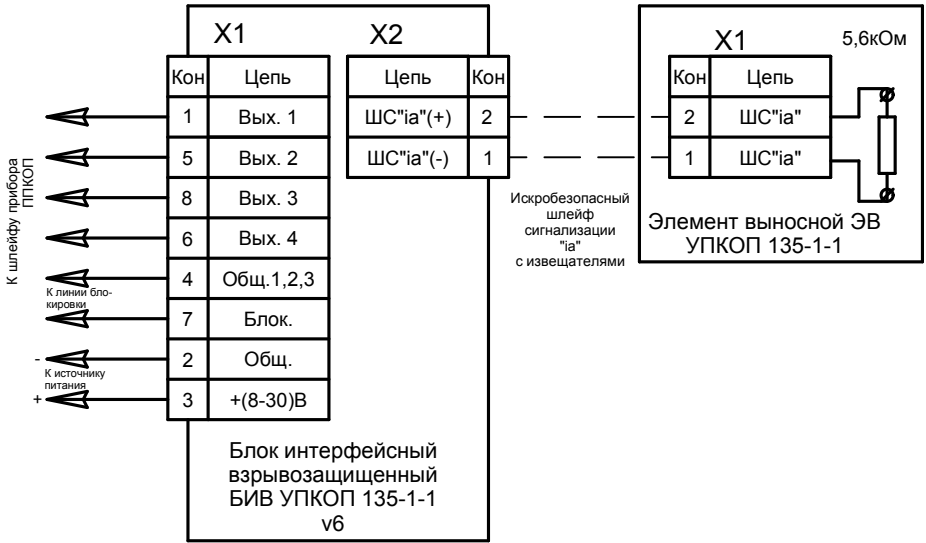 X1
Кон Цепь
1 Вых. 1
5 Вых. 2
8 Вых. 3
6 Вых. 4
4 Общ.1,2,3
7 Блок.
2 Общ.
3 +(8-30)В
К шлейфу прибора
ППКОП
К линии бло-
кировки
-
К источнику
питания
+
X2
Цепь Кон
ШС"ia"(+) 2
ШС"ia"(-) 1
Блок интерфейсный
взрывозащищенный
БИВ УПКОП 135-1-1
v6
Искробезопасный
шлейф
сигнализации
"ia"
с извещателями
X1
5,6кОм
Кон Цепь
2 ШС"ia"
1 ШС"ia"
Элемент выносной ЭВ
УПКОП 135-1-1